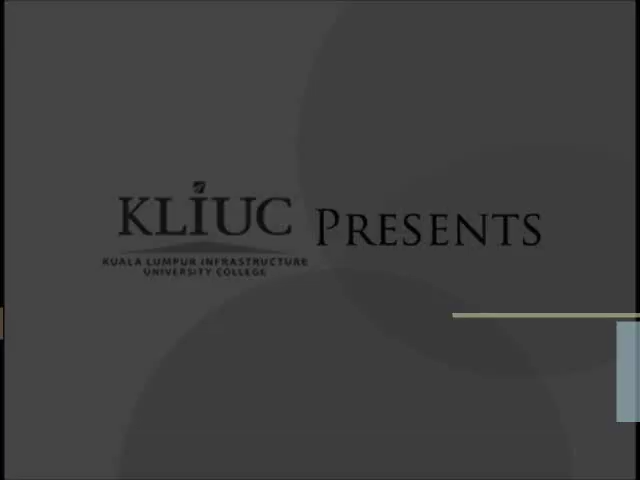 KLIUC PRESENTS
KUALA LUMPUR INFRASTRUCTURE
UNIVERSITY COLLEGE